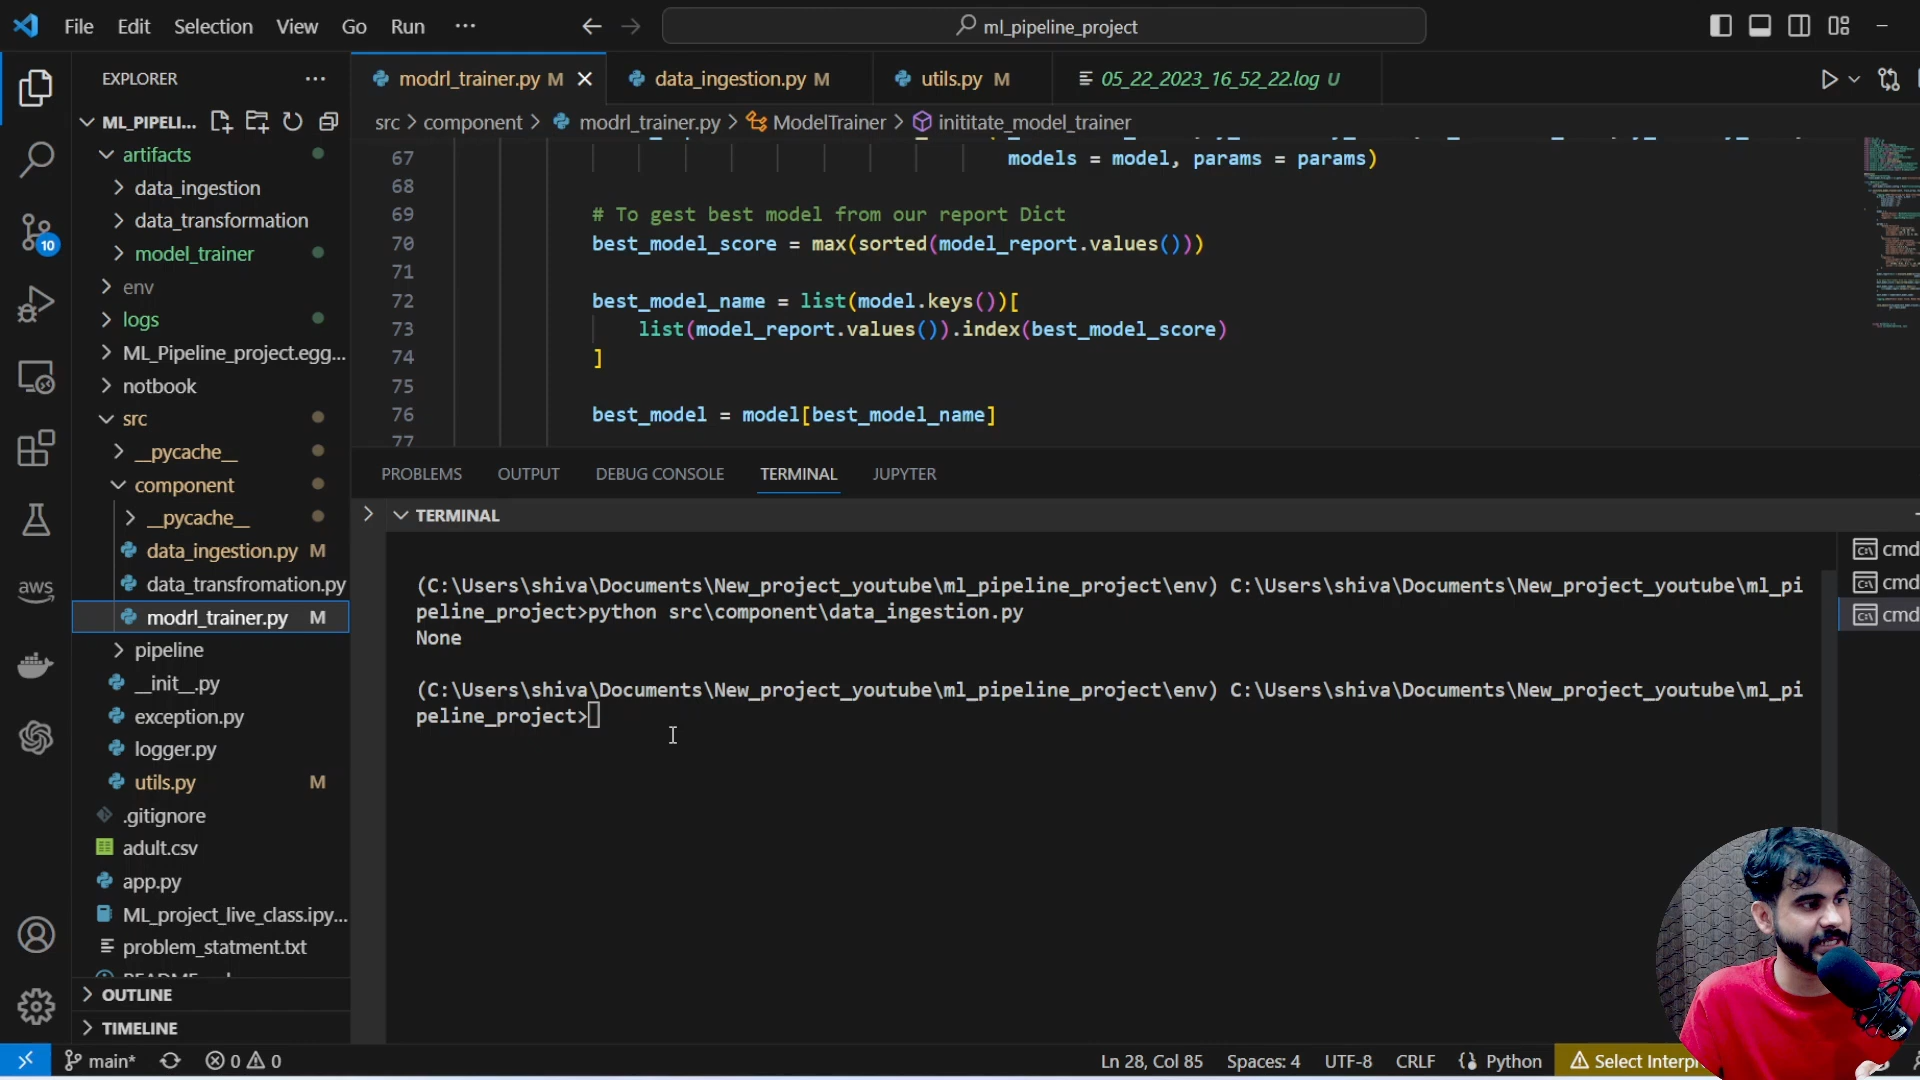 File Edit Selection View Go Run ··· ml_pipeline_project
EXPLORER ···
modrl_trainer.py M data_ingestion.py M utils.py M 05_22_2023_16_52_22.log U
ML_PIPELI...
src > component > modrl_trainer.py > ModelTrainer > inititate_model_trainer
artifacts
data_ingestion
data_transformation
model_trainer
env
logs
ML_Pipeline_project.egg...
notbook
src
__pycache__
component
__pycache__
data_ingestion.py M
data_transfromation.py
modrl_trainer.py M
pipeline
__init__.py
exception.py
logger.py
utils.py M
.gitignore
adult.csv
app.py
ML_project_live_class.ipy...
problem_statment.txt
OUTLINE
TIMELINE
10
aws
67 models = model, params = params)
68
69 # To gest best model from our report Dict
70 best_model_score = max(sorted(model_report.values()))
71
72 best_model_name = list(model.keys())[
73 list(model_report.values()).index(best_model_score)
74 ]
75
76 best_model = model[best_model_name]
77
PROBLEMS OUTPUT DEBUG CONSOLE TERMINAL JUPYTER
TERMINAL
(C:\Users\shiva\Documents\New_project_youtube\ml_pipeline_project\env) C:\Users\shiva\Documents\New_project_youtube\ml_pi
peline_project>python src\component\data_ingestion.py
None
(C:\Users\shiva\Documents\New_project_youtube\ml_pipeline_project\env) C:\Users\shiva\Documents\New_project_youtube\ml_pi
peline_project>
cmd
cmd
cmd
main* 0 0 Ln 28, Col 85 Spaces: 4 UTF-8 CRLF Python
Select